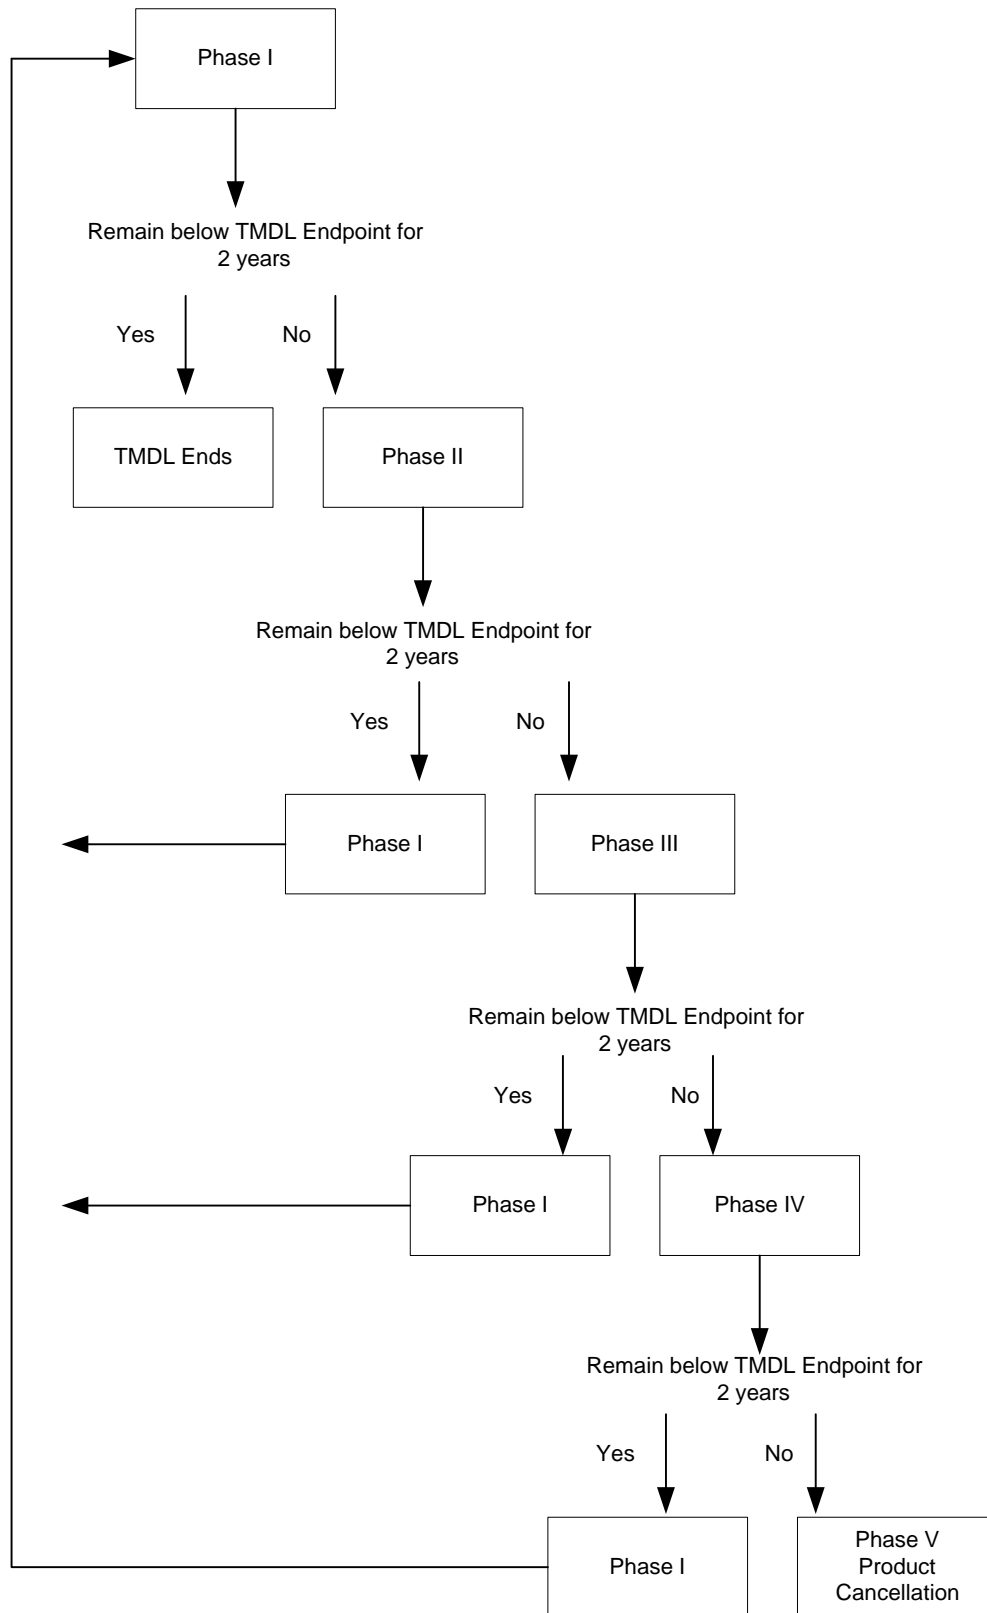 Phase I
Remain below TMDL Endpoint for
2 years
Yes
No
TMDL Ends
Phase II
Remain below TMDL Endpoint for
2 years
Yes
No
Phase I
Phase III
Remain below TMDL Endpoint for
2 years
Yes
No
Phase I
Phase IV
Remain below TMDL Endpoint for
2 years
Yes
No
Phase I
Phase V
Product
Cancellation